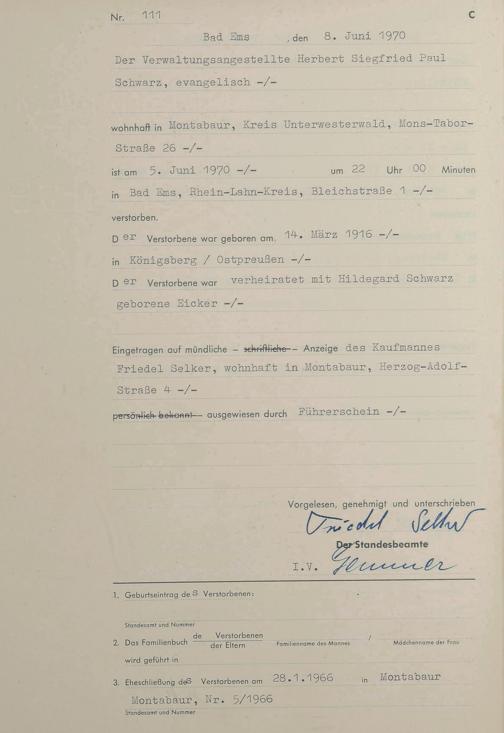 Nr. 111 C
Bad Ems , den 8. Juni 1970
Der Verwaltungsangestellte Herbert Siegfried Paul
Schwarz, evangelisch -/-
wohnhaft in Montabaur, Kreis Unterwesterwald, Mons-Tabor-
Straße 26 -/-
ist am 5. Juni 1970 -/- um 22 Uhr 00 Minuten
in Bad Ems, Rhein-Lahn-Kreis, Bleichstraße 1 -/-
verstorben.
D er Verstorbene war geboren am 14. März 1916 -/-
in Königsberg / Ostpreußen -/-
D er Verstorbene war verheiratet mit Hildegard Schwarz
geborene Eicker -/-
Eingetragen auf mündliche – schriftliche – Anzeige des Kaufmannes
Friedel Selker, wohnhaft in Montabaur, Herzog-Adolf-
Straße 4 -/-
persönlich bekannt – ausgewiesen durch Führerschein -/-
Vorgelesen, genehmigt und unterschrieben
Friedel Selker
Der Standesbeamte
I.V.
1. Geburtseintrag des Verstorbenen:
Standesamt und Nummer
2. Das Familienbuch de Verstorbenen der Eltern Familienname des Mannes / Mädchenname der Frau
wird geführt in
3. Eheschließung des Verstorbenen am 28.1.1966 in Montabaur
Montabaur, Nr. 5/1966
Standesamt und Nummer